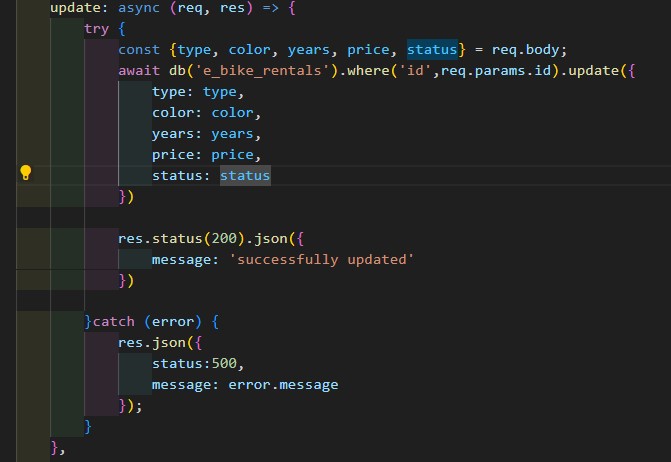 update: async (req, res) => {
try {
const {type, color, years, price, status} = req.body;
await db('e_bike_rentals').where('id',req.params.id).update({
type: type,
color: color,
years: years,
price: price,
status: status
})
res.status(200).json({
message: 'successfully updated'
})
}catch (error) {
res.json({
status:500,
message: error.message
});
}
},